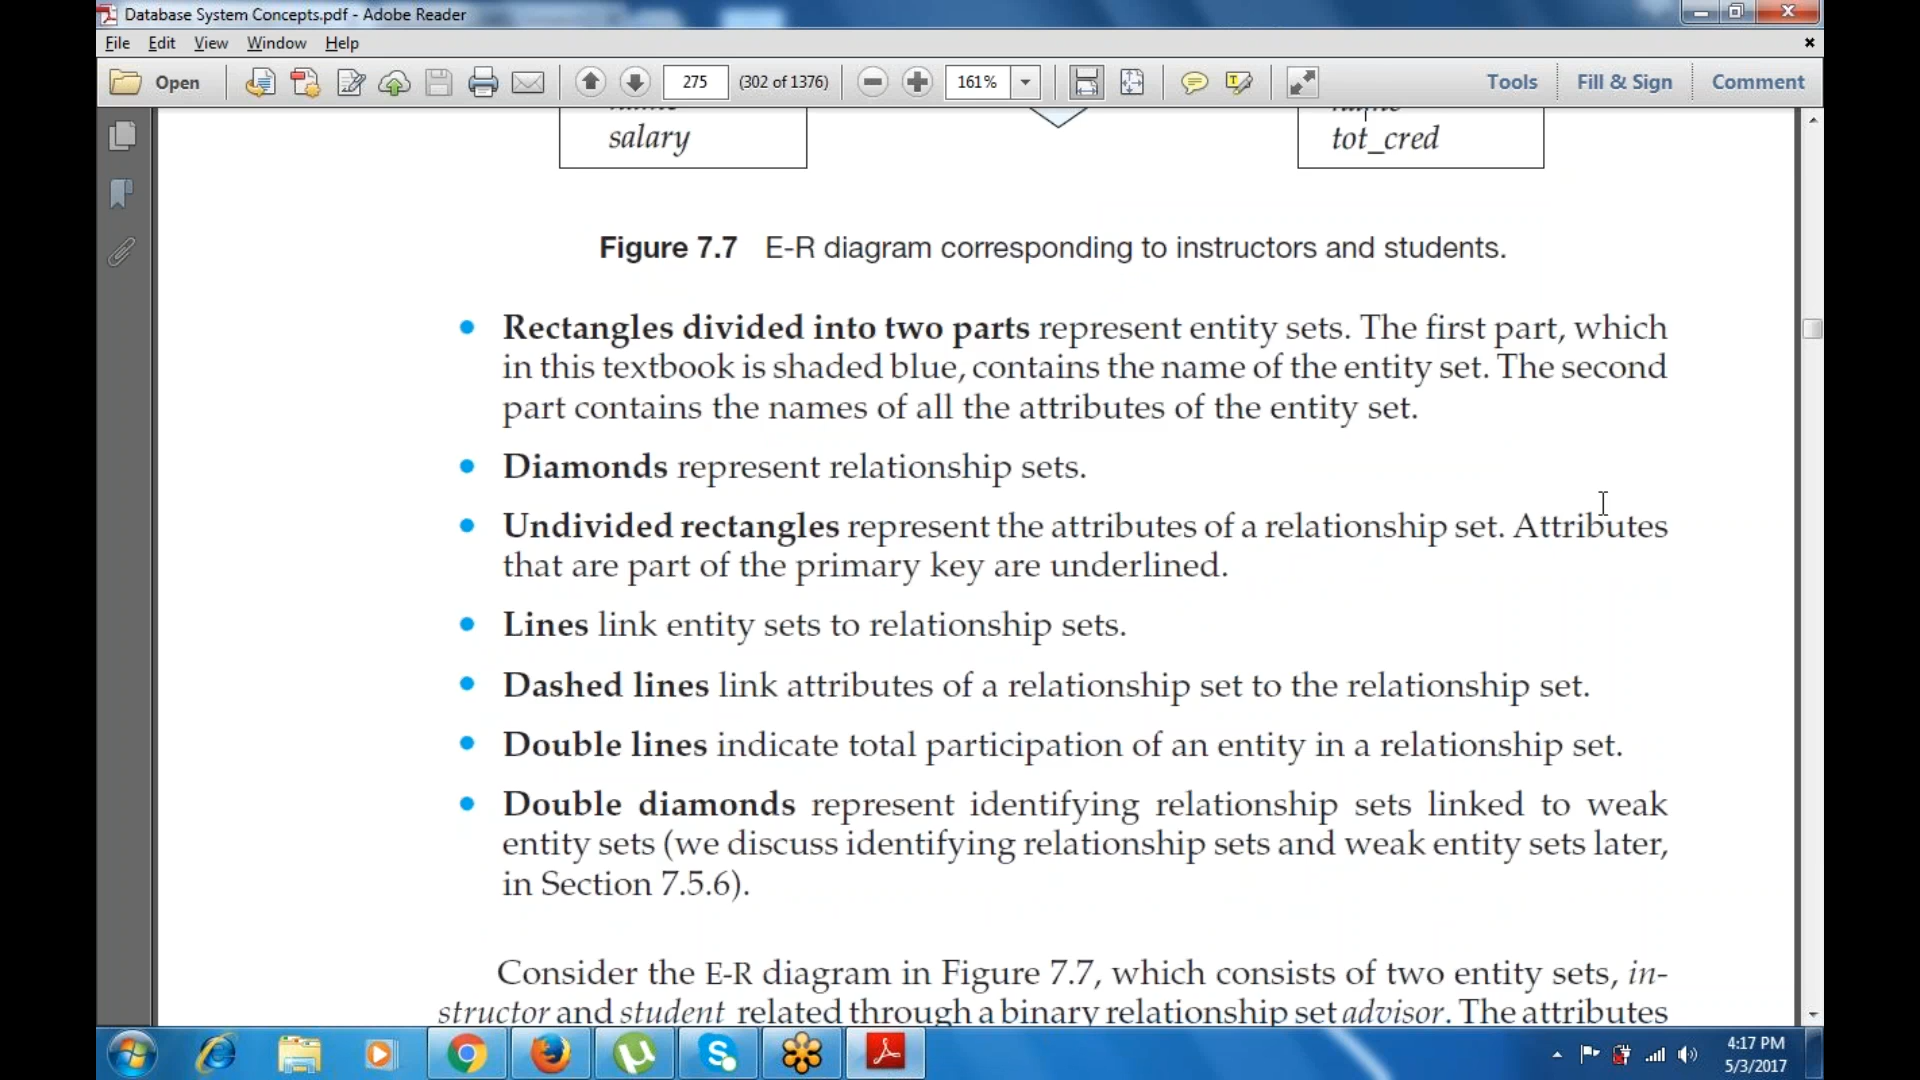 Database System Concepts.pdf - Adobe Reader
File Edit View Window Help
Open 275 (302 of 1376) 161% Tools Fill & Sign Comment
salary
tot_cred
Figure 7.7 E-R diagram corresponding to instructors and students.
• Rectangles divided into two parts represent entity sets. The first part, which
in this textbook is shaded blue, contains the name of the entity set. The second
part contains the names of all the attributes of the entity set.
• Diamonds represent relationship sets.
• Undivided rectangles represent the attributes of a relationship set. Attributes
that are part of the primary key are underlined.
• Lines link entity sets to relationship sets.
• Dashed lines link attributes of a relationship set to the relationship set.
• Double lines indicate total participation of an entity in a relationship set.
• Double diamonds represent identifying relationship sets linked to weak
entity sets (we discuss identifying relationship sets and weak entity sets later,
in Section 7.5.6).
Consider the E-R diagram in Figure 7.7, which consists of two entity sets, in-
structor and student related through a binary relationship set advisor. The attributes
4:17 PM
5/3/2017